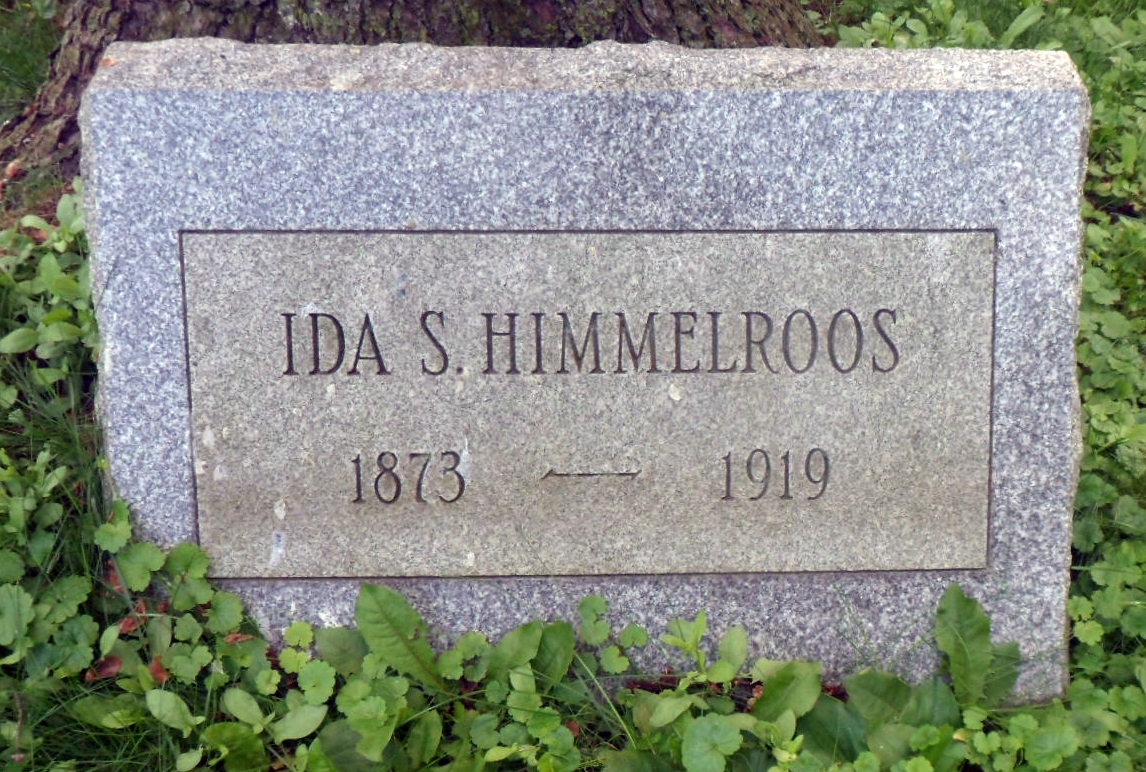 IDA S. HIMMELROOS
1873 — 1919